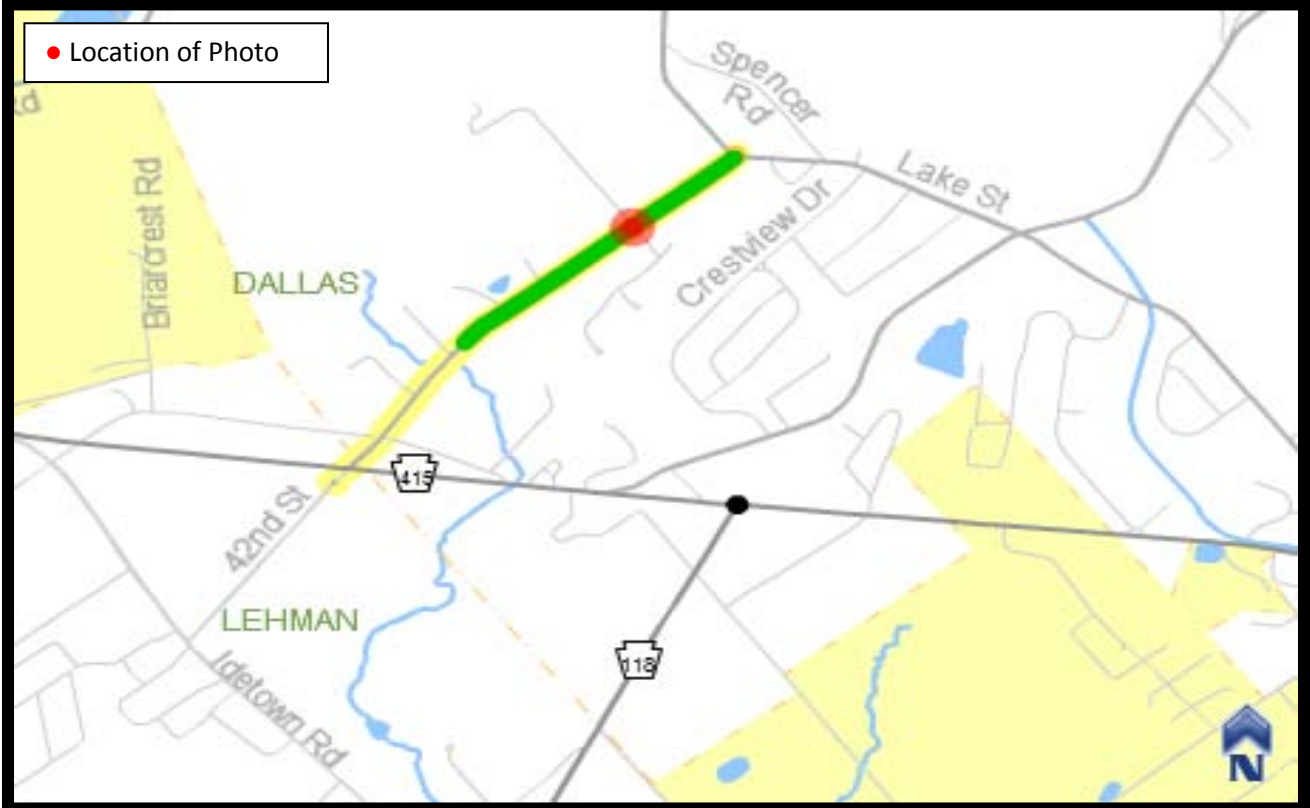 Location of Photo
Spencer
Rd
Rd
Lake St
Briarcrest Rd
Crestview Dr
DALLAS
415
42nd St
LEHMAN
118
Idetown Rd
N